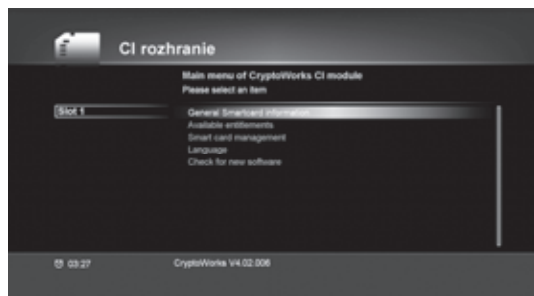 CI rozhranie
Main menu of CryptoWorks CI module
Please select an item
Slot 1
General Smartcard information
Available entitlements
Smart card management
Language
Check for new software
03:27
CryptoWorks V4.02.006